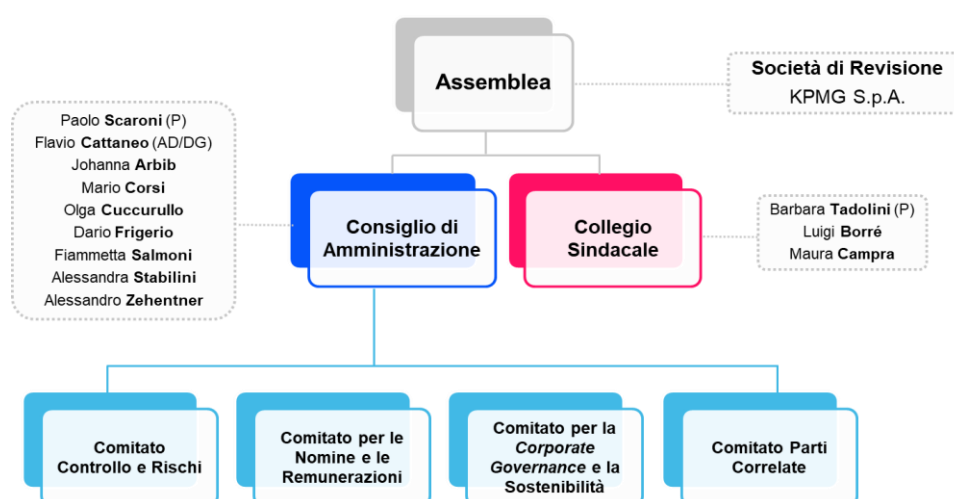 Assemblea
Società di Revisione
KPMG S.p.A.
Paolo Scaroni (P)
Flavio Cattaneo (AD/DG)
Johanna Arbib
Mario Corsi
Olga Cuccurullo
Dario Frigerio
Fiammetta Salmoni
Alessandra Stabilini
Alessandro Zehentner
Consiglio di
Amministrazione
Collegio
Sindacale
Barbara Tadolini (P)
Luigi Borré
Maura Campra
Comitato
Controllo e Rischi
Comitato per le
Nomine e le
Remunerazioni
Comitato per la
Corporate
Governance e la
Sostenibilità
Comitato Parti
Correlate